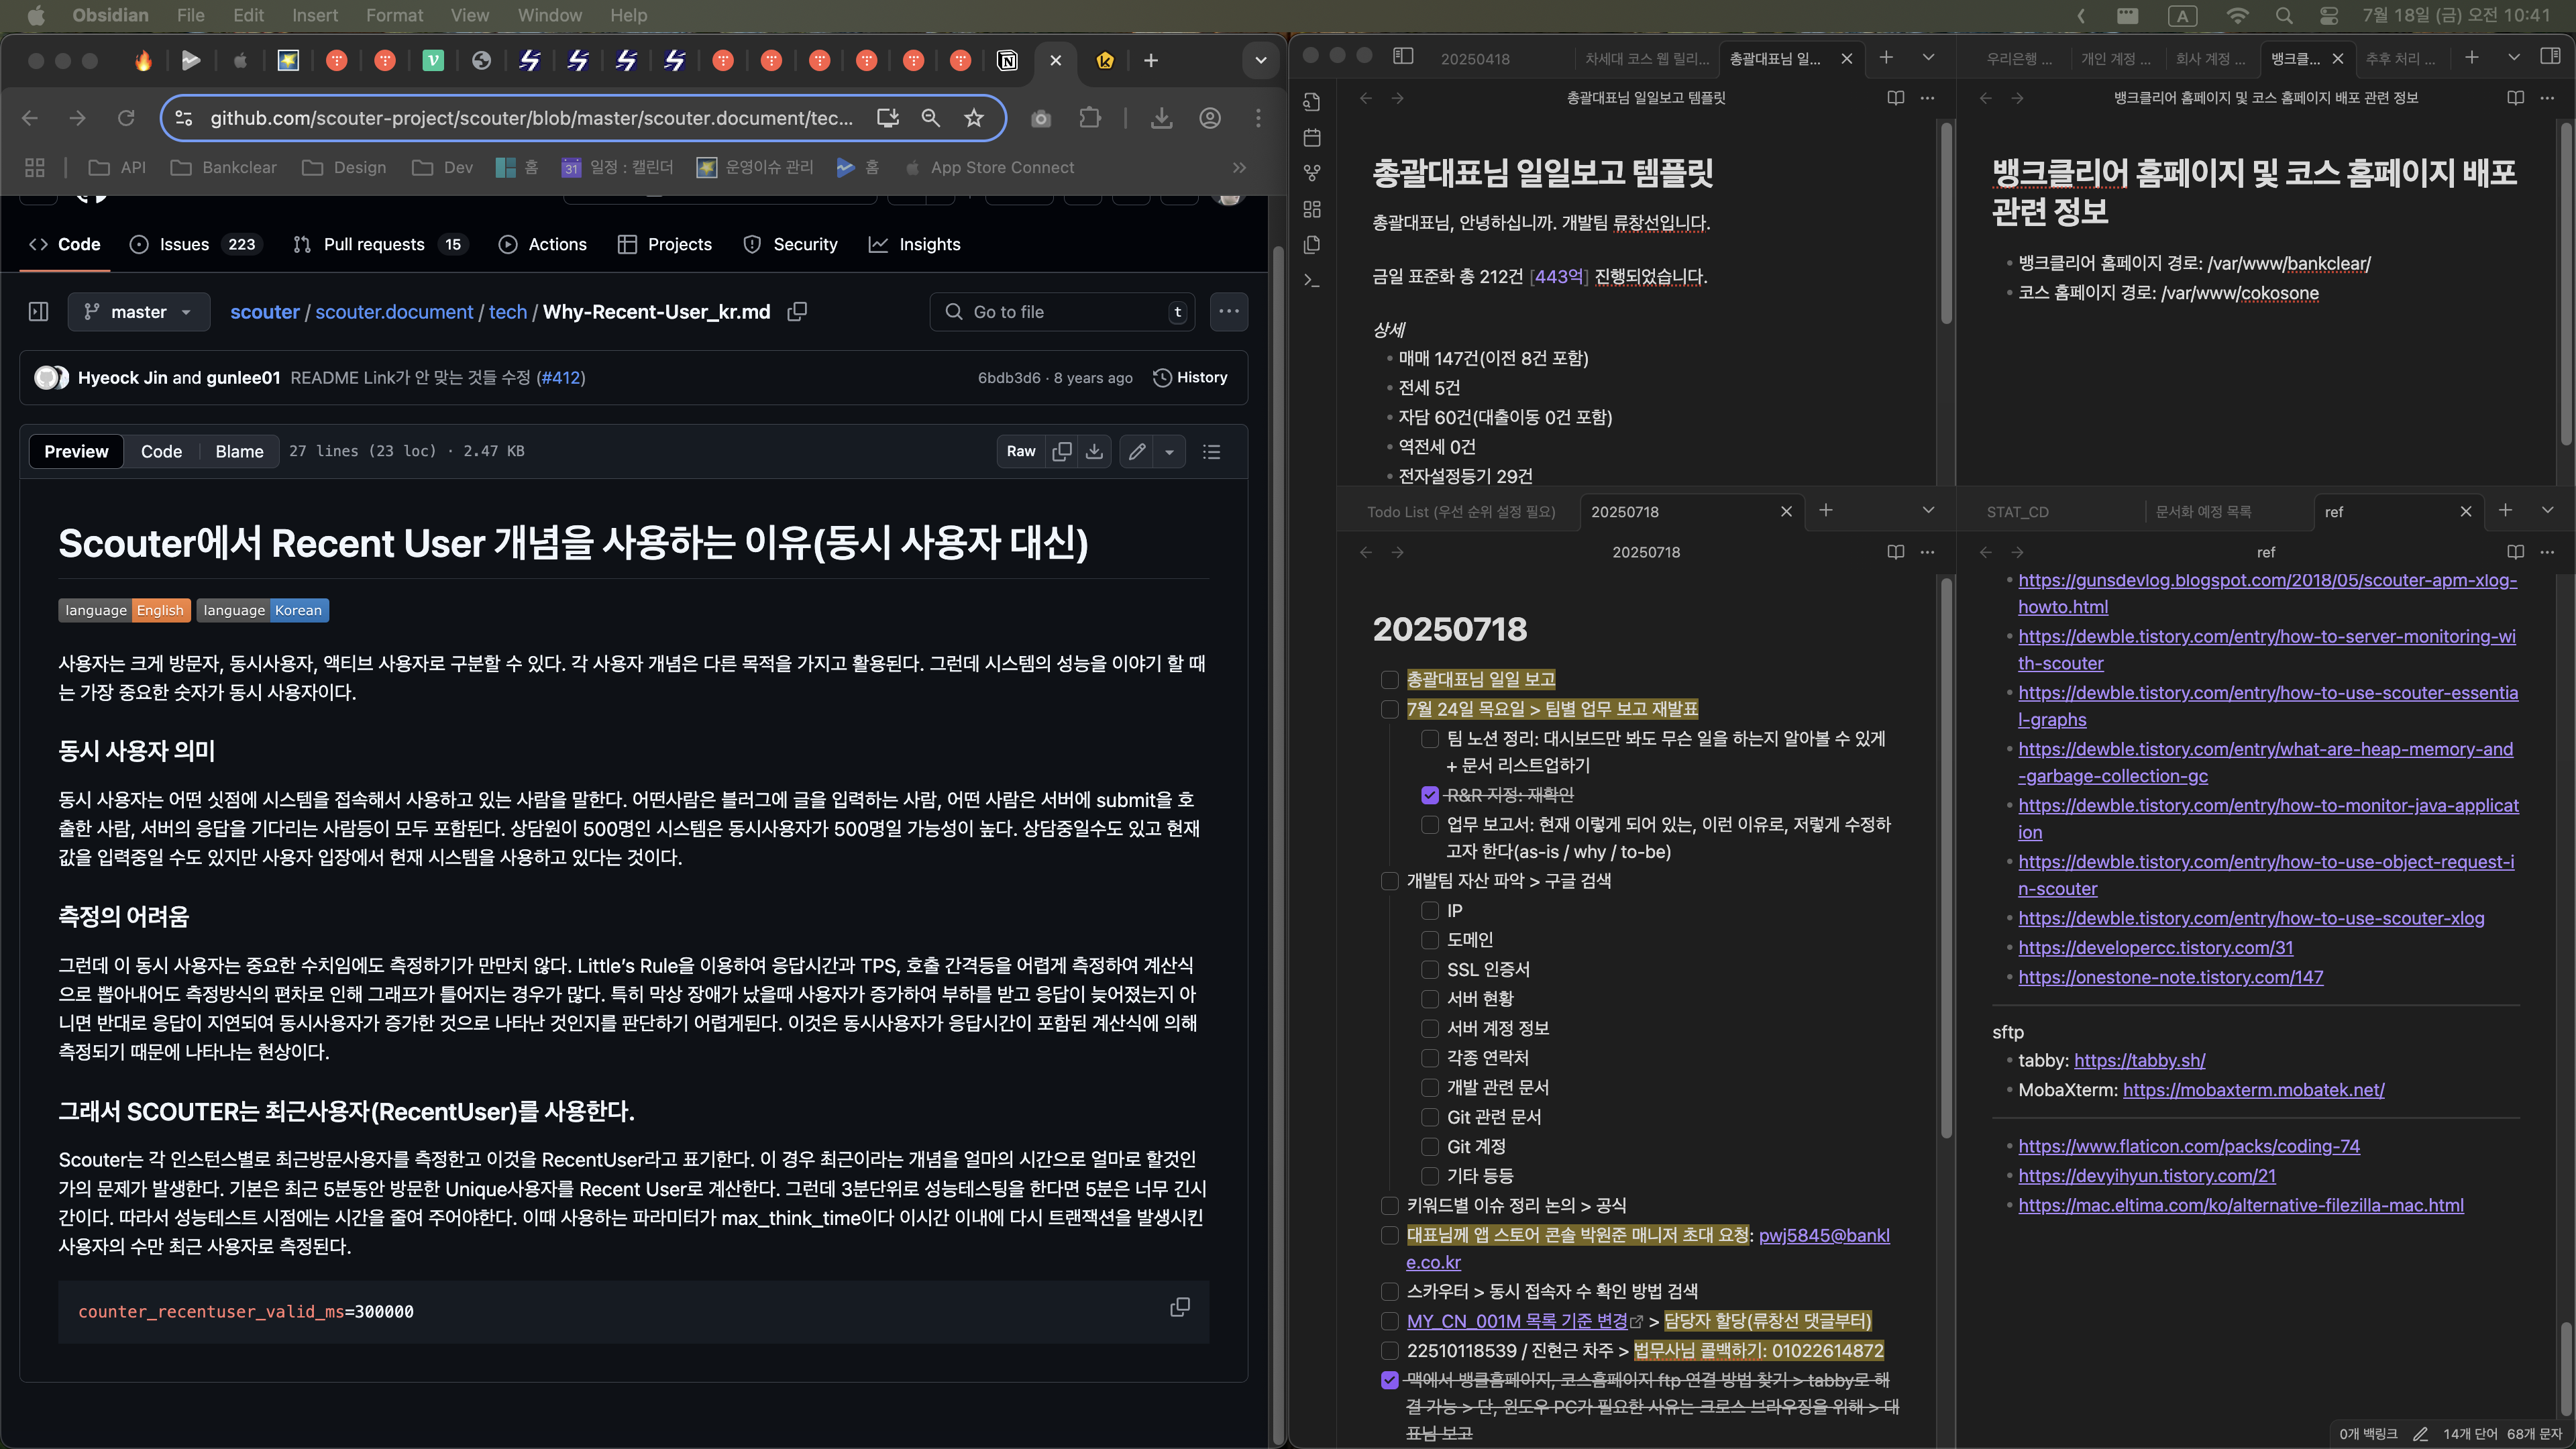 Obsidian File Edit Insert Format View Window Help
A 7월 18일 (금) 오전 10:41
github.com/scouter-project/scouter/blob/master/scouter.document/tec...
API Bankclear Design Dev 홈 31 일정 : 캘린더 운영이슈 관리 홈 App Store Connect
Code Issues 223 Pull requests 15 Actions Projects Security Insights
master scouter / scouter.document / tech / Why-Recent-User_kr.md Go to file t
Hyeock Jin and gunlee01 README Link가 안 맞는 것들 수정 (#412) 6bdb3d6 · 8 years ago History
Preview Code Blame 27 lines (23 loc) · 2.47 KB Raw
Scouter에서 Recent User 개념을 사용하는 이유(동시 사용자 대신)
language English language Korean
사용자는 크게 방문자, 동시사용자, 액티브 사용자로 구분할 수 있다. 각 사용자 개념은 다른 목적을 가지고 활용된다. 그런데 시스템의 성능을 이야기 할 때
는 가장 중요한 숫자가 동시 사용자이다.
동시 사용자 의미
동시 사용자는 어떤 싯점에 시스템을 접속해서 사용하고 있는 사람을 말한다. 어떤사람은 블러그에 글을 입력하는 사람, 어떤 사람은 서버에 submit을 호
출한 사람, 서버의 응답을 기다리는 사람등이 모두 포함된다. 상담원이 500명인 시스템은 동시사용자가 500명일 가능성이 높다. 상담중일수도 있고 현재
값을 입력중일 수도 있지만 사용자 입장에서 현재 시스템을 사용하고 있다는 것이다.
측정의 어려움
그런데 이 동시 사용자는 중요한 수치임에도 측정하기가 만만치 않다. Little's Rule을 이용하여 응답시간과 TPS, 호출 간격등을 어렵게 측정하여 계산식
으로 뽑아내어도 측정방식의 편차로 인해 그래프가 틀어지는 경우가 많다. 특히 막상 장애가 났을때 사용자가 증가하여 부하를 받고 응답이 늦어졌는지 아
니면 반대로 응답이 지연되여 동시사용자가 증가한 것으로 나타난 것인지를 판단하기 어렵게된다. 이것은 동시사용자가 응답시간이 포함된 계산식에 의해
측정되기 때문에 나타나는 현상이다.
그래서 SCOUTER는 최근사용자(RecentUser)를 사용한다.
Scouter는 각 인스턴스별로 최근방문사용자를 측정한고 이것을 RecentUser라고 표기한다. 이 경우 최근이라는 개념을 얼마의 시간으로 얼마로 할것인
가의 문제가 발생한다. 기본은 최근 5분동안 방문한 Unique사용자를 Recent User로 계산한다. 그런데 3분단위로 성능테스팅을 한다면 5분은 너무 긴시
간이다. 따라서 성능테스트 시점에는 시간을 줄여 주어야한다. 이때 사용하는 파라미터가 max_think_time이다 이시간 이내에 다시 트랜잭션을 발생시킨
사용자의 수만 최근 사용자로 측정된다.
counter_recentuser_valid_ms=300000
20250418 차세대 코스 웹 릴리... 총괄대표님 일...
총괄대표님 일일보고 템플릿
총괄대표님 일일보고 템플릿
총괄대표님, 안녕하십니까. 개발팀 류창선입니다.
금일 표준화 총 212건 [443억] 진행되었습니다.
상세
매매 147건(이전 8건 포함)
전세 5건
자담 60건(대출이동 0건 포함)
역전세 0건
전자설정등기 29건
우리은행 ... 개인 계정 ... 회사 계정 ... 뱅크클... 추후 처리 ...
뱅크클리어 홈페이지 및 코스 홈페이지 배포 관련 정보
뱅크클리어 홈페이지 및 코스 홈페이지 배포
관련 정보
뱅크클리어 홈페이지 경로: /var/www/bankclear/
코스 홈페이지 경로: /var/www/cokosone
Todo List (우선 순위 설정 필요) 20250718
20250718
20250718
총괄대표님 일일 보고
7월 24일 목요일 > 팀별 업무 보고 재발표
팀 노션 정리: 대시보드만 봐도 무슨 일을 하는지 알아볼 수 있게
+ 문서 리스트업하기
R&R 지정: 재확인
업무 보고서: 현재 이렇게 되어 있는, 이런 이유로, 저렇게 수정하
고자 한다(as-is / why / to-be)
개발팀 자산 파악 > 구글 검색
IP
도메인
SSL 인증서
서버 현황
서버 계정 정보
각종 연락처
개발 관련 문서
Git 관련 문서
Git 계정
기타 등등
키워드별 이슈 정리 논의 > 공식
대표님께 앱 스토어 콘솔 박원준 매니저 초대 요청: pwj5845@bankl
e.co.kr
스카우터 > 동시 접속자 수 확인 방법 검색
MY_CN_001M 목록 기준 변경 > 담당자 할당(류창선 댓글부터)
22510118539 / 진현근 차주 > 법무사님 콜백하기: 01022614872
맥에서 뱅클홈페이지, 코스홈페이지 ftp 연결 방법 찾기 > tabby로 해
결 가능 > 단, 윈도우 PC가 필요한 사유는 크로스 브라우징을 위해 > 대
표님 보고
STAT_CD 문서화 예정 목록 ref
ref
https://gunsdevlog.blogspot.com/2018/05/scouter-apm-xlog-
howto.html
https://dewble.tistory.com/entry/how-to-server-monitoring-wi
th-scouter
https://dewble.tistory.com/entry/how-to-use-scouter-essentia
l-graphs
https://dewble.tistory.com/entry/what-are-heap-memory-and
-garbage-collection-gc
https://dewble.tistory.com/entry/how-to-monitor-java-applicat
ion
https://dewble.tistory.com/entry/how-to-use-object-request-i
n-scouter
https://dewble.tistory.com/entry/how-to-use-scouter-xlog
https://developercc.tistory.com/31
https://onestone-note.tistory.com/147
sftp
tabby: https://tabby.sh/
MobaXterm: https://mobaxterm.mobatek.net/
https://www.flaticon.com/packs/coding-74
https://devyihyun.tistory.com/21
https://mac.eltima.com/ko/alternative-filezilla-mac.html
0개 백링크 14개 단어 68개 문자